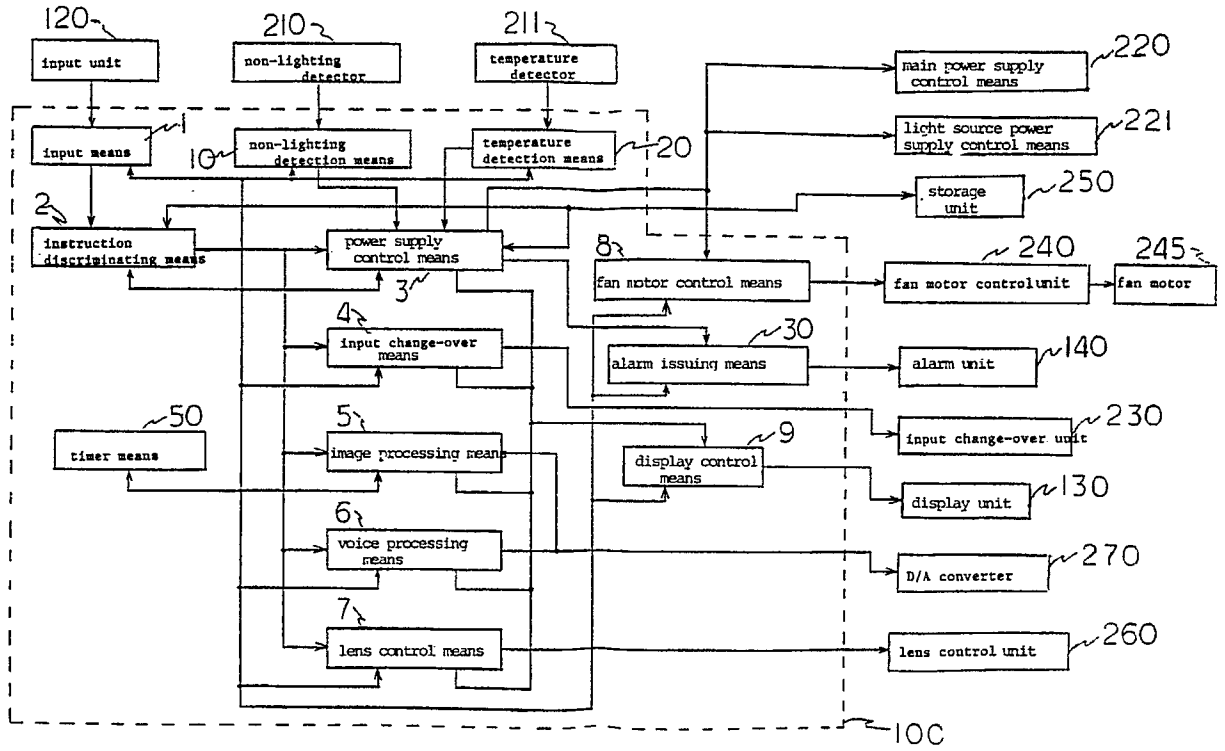 120
210
211
input unit
non-lighting
detector
temperature
detector
220
main power supply
control means
221
light source power
supply control means
1
input means
10
non-lighting
detection means
temperature
detection means
20
250
storage
unit
2
instruction
discriminating means
power supply
control means
3
8
fan motor control means
240
fan motor control unit
245
fan motor
4
input change-over
means
30
alarm issuing means
alarm unit
140
50
timer means
5
image processing means
9
display control
means
230
input change-over unit
display unit
130
6
voice processing
means
270
D/A converter
7
lens control means
260
lens control unit
10C